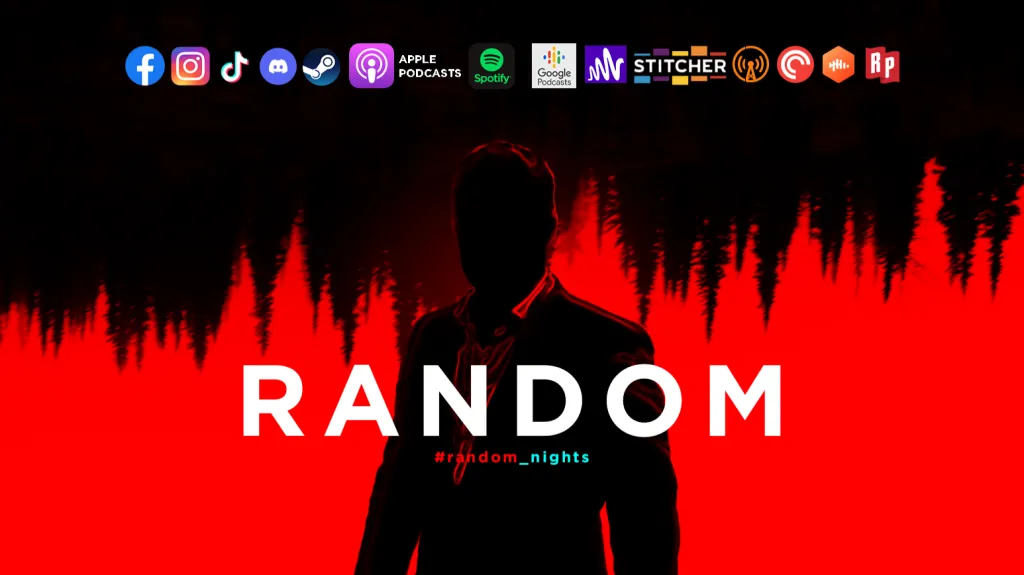 APPLE
PODCASTS
Spotify
Google
Podcasts
STITCHER
RP
RANDOM
#random_nights